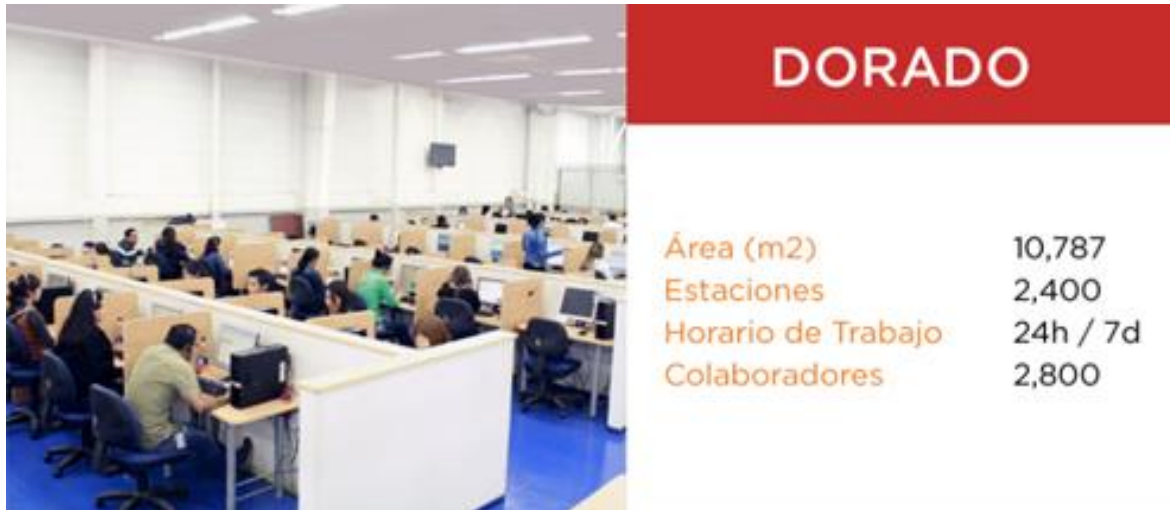 DORADO
Área (m2) 10,787
Estaciones 2,400
Horario de Trabajo 24h / 7d
Colaboradores 2,800